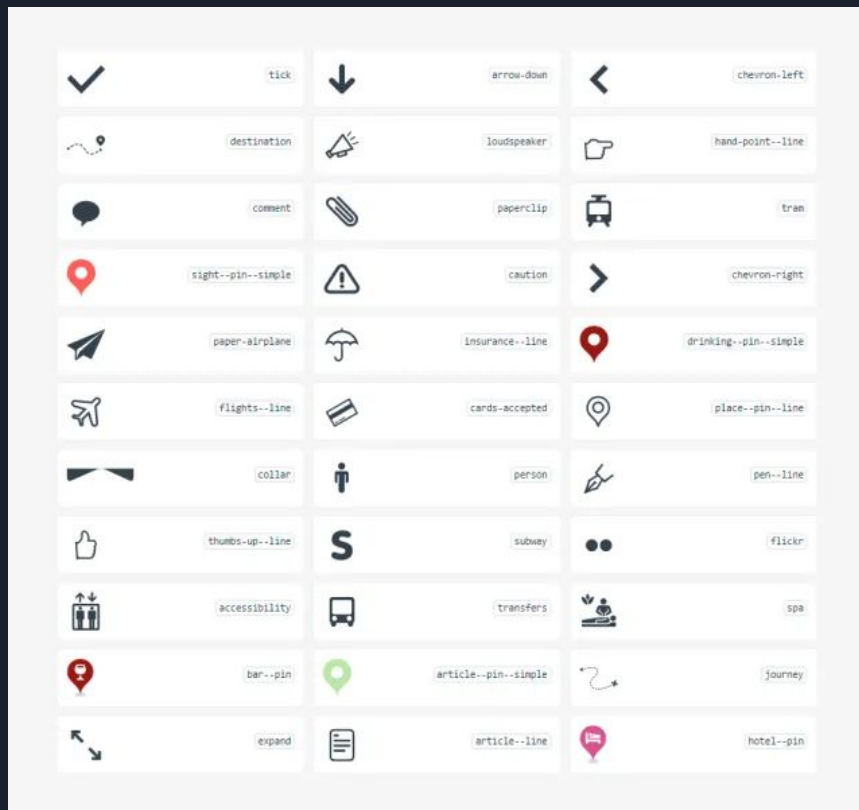 tick
arrow-down
chevron-left
destination
loudspeaker
hand-point--line
comment
paperclip
tram
sight--pin--simple
caution
chevron-right
paper-airplane
insurance--line
drinking--pin--simple
flights--line
cards-accepted
place--pin--line
collar
person
pen--line
thumbs-up--line
S
subway
flickr
accessibility
transfers
spa
bar--pin
article--pin--simple
journey
expand
article--line
hotel--pin